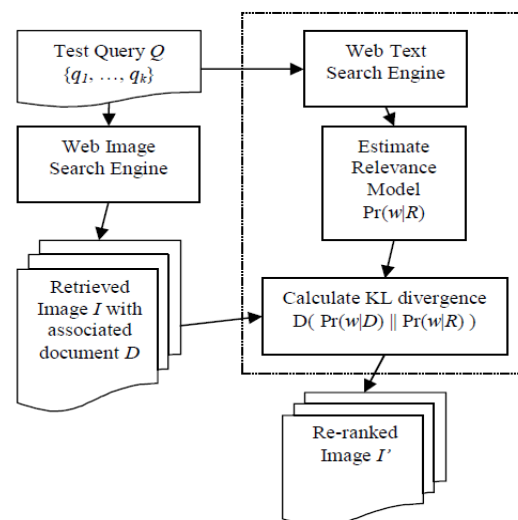 Test Query Q
{q1, …, qk}
Web Text
Search Engine
Web Image
Search Engine
Estimate
Relevance
Model
Pr(w|R)
Retrieved
Image I with
associated
document D
Calculate KL divergence
D( Pr(w|D) || Pr(w|R) )
Re-ranked
Image I'